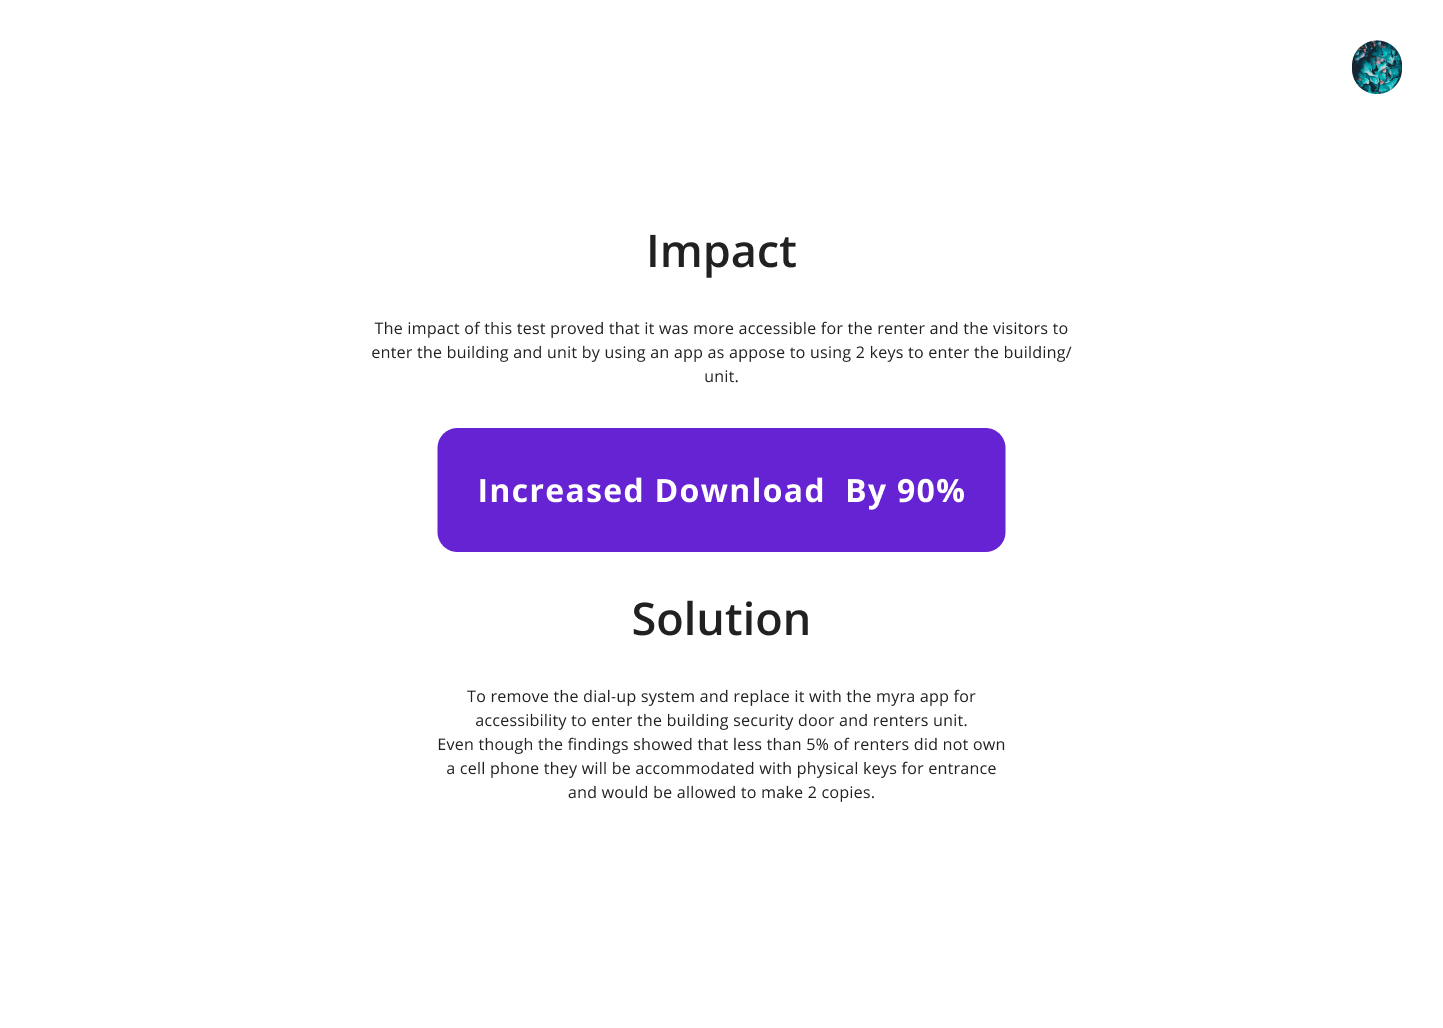 Impact
The impact of this test proved that it was more accessible for the renter and the visitors to
enter the building and unit by using an app as appose to using 2 keys to enter the building/
unit.
Increased Download  By 90%
Solution
To remove the dial-up system and replace it with the myra app for
accessibility to enter the building security door and renters unit.
Even though the findings showed that less than 5% of renters did not own
a cell phone they will be accommodated with physical keys for entrance
and would be allowed to make 2 copies.